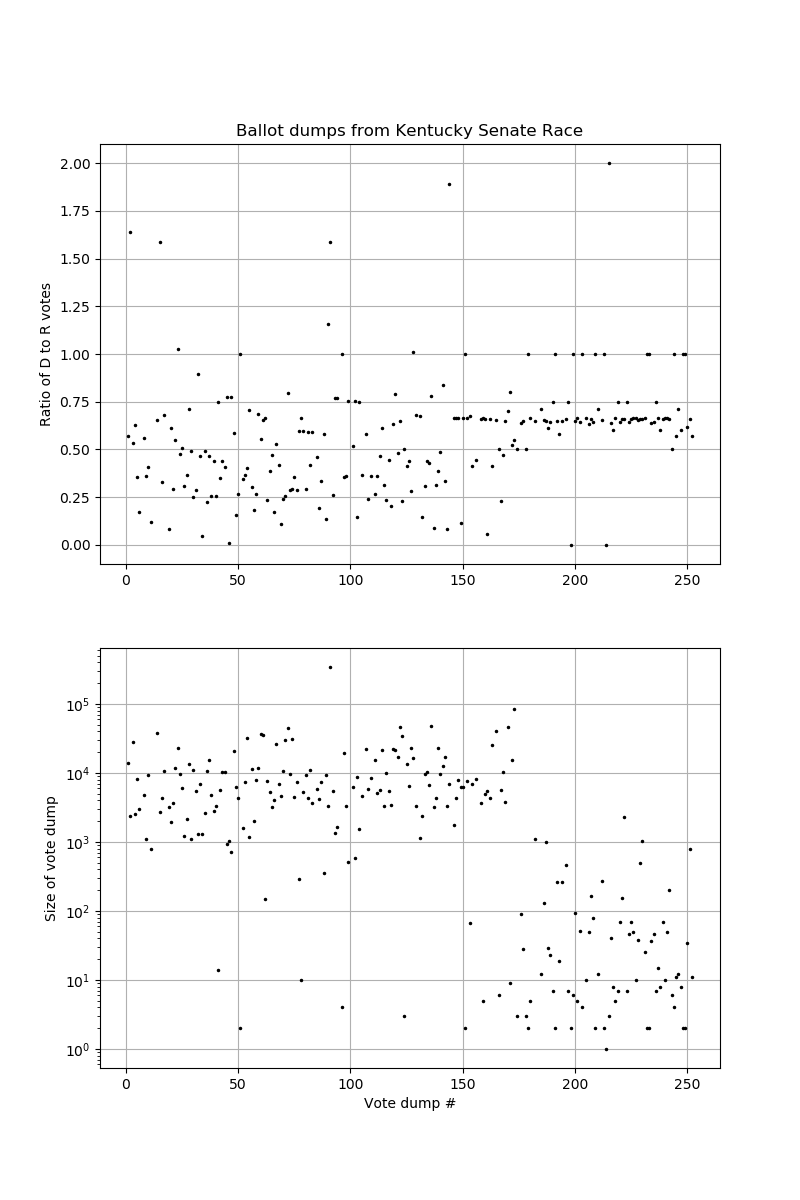 Ballot dumps from Kentucky Senate Race
Ratio of D to R votes
2.00
1.75
1.50
1.25
1.00
0.75
0.50
0.25
0.00
0 50 100 150 200 250
Size of vote dump
10⁵
10⁴
10³
10²
10¹
10⁰
0 50 100 150 200 250
Vote dump #